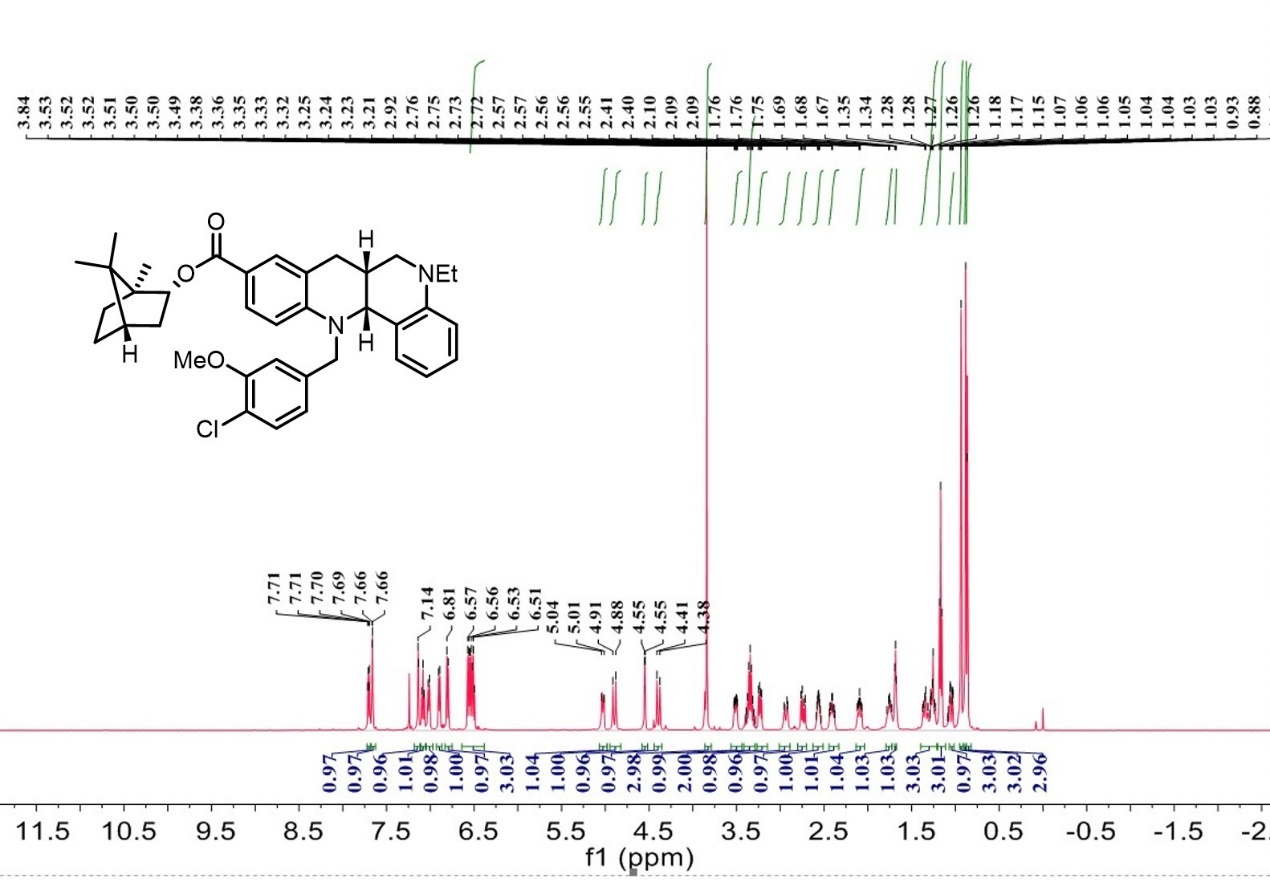 3.84 3.53 3.52 3.52 3.51 3.50 3.50 3.49 3.38 3.36 3.35 3.33 3.32 3.25 3.24 3.23 3.21 2.92 2.76 2.75 2.73 2.72 2.57 2.57 2.56 2.56 2.55 2.41 2.40 2.10 2.09 2.09 1.76 1.76 1.75 1.69 1.68 1.67 1.35 1.34 1.28 1.28 1.27 1.26 1.26 1.18 1.17 1.15 1.07 1.06 1.06 1.05 1.04 1.04 1.03 1.03 0.93 0.88
O
H
O
NEt
N
H
H
MeO
Cl
7.71 7.71 7.70 7.69 7.66 7.66 7.14 6.81 6.57 6.56 6.53 6.51 5.04 5.01 4.91 4.88 4.55 4.55 4.41 4.38
0.97 0.97 0.96 1.01 0.98 1.00 0.97 3.03 1.04 1.00 0.96 0.97 2.98 0.99 2.00 0.98 0.96 0.97 1.00 1.01 1.04 1.03 1.03 3.03 3.01 0.97 3.03 3.02 2.96
11.5 10.5 9.5 8.5 7.5 6.5 5.5 4.5 3.5 2.5 1.5 0.5 -0.5 -1.5 -2.
f1 (ppm)